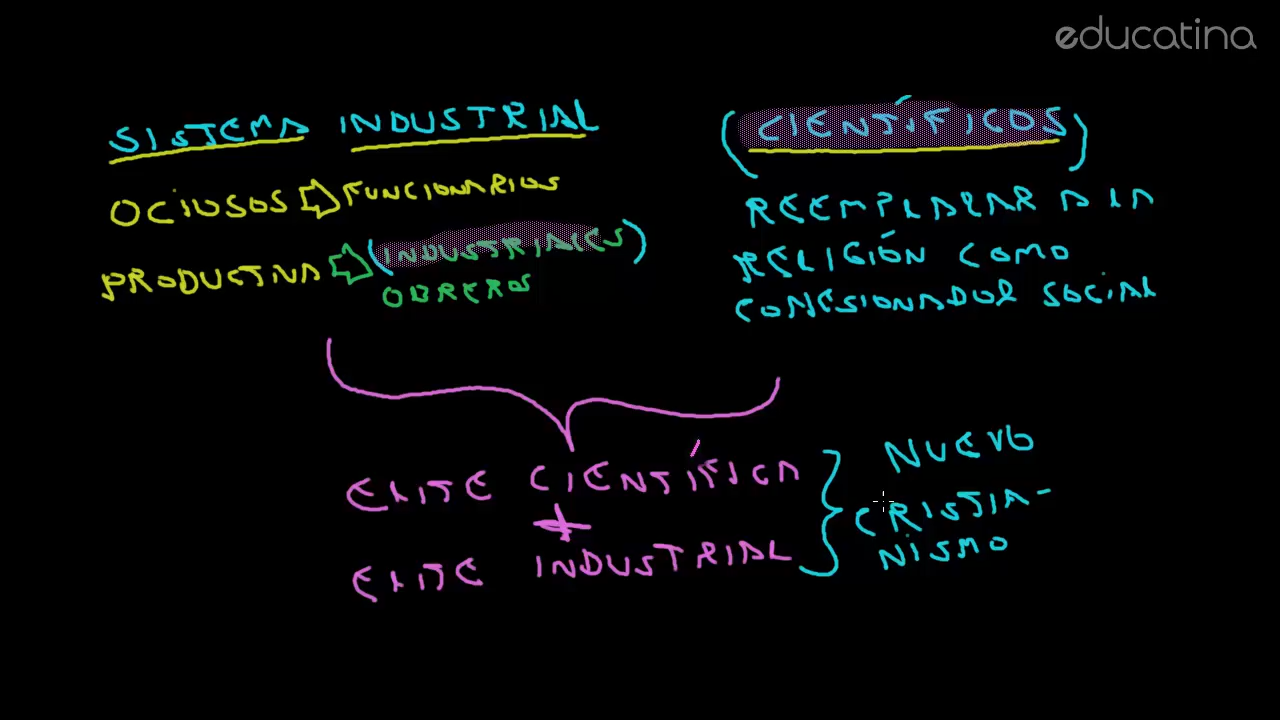 educatina
SISTEMA INDUSTRIAL
OCIOSOS ⇨ FUNCIONARIOS
PRODUCTIVA ⇨ (INDUSTRIALES)
OBREROS
(CIENTÍFICOS)
REEMPLAZAR A LA
RELIGIÓN COMO
COHESIONADOR SOCIAL
ELITE CIENTÍFICA
+
ELITE INDUSTRIAL
NUEVO
CRISTIA-
NISMO